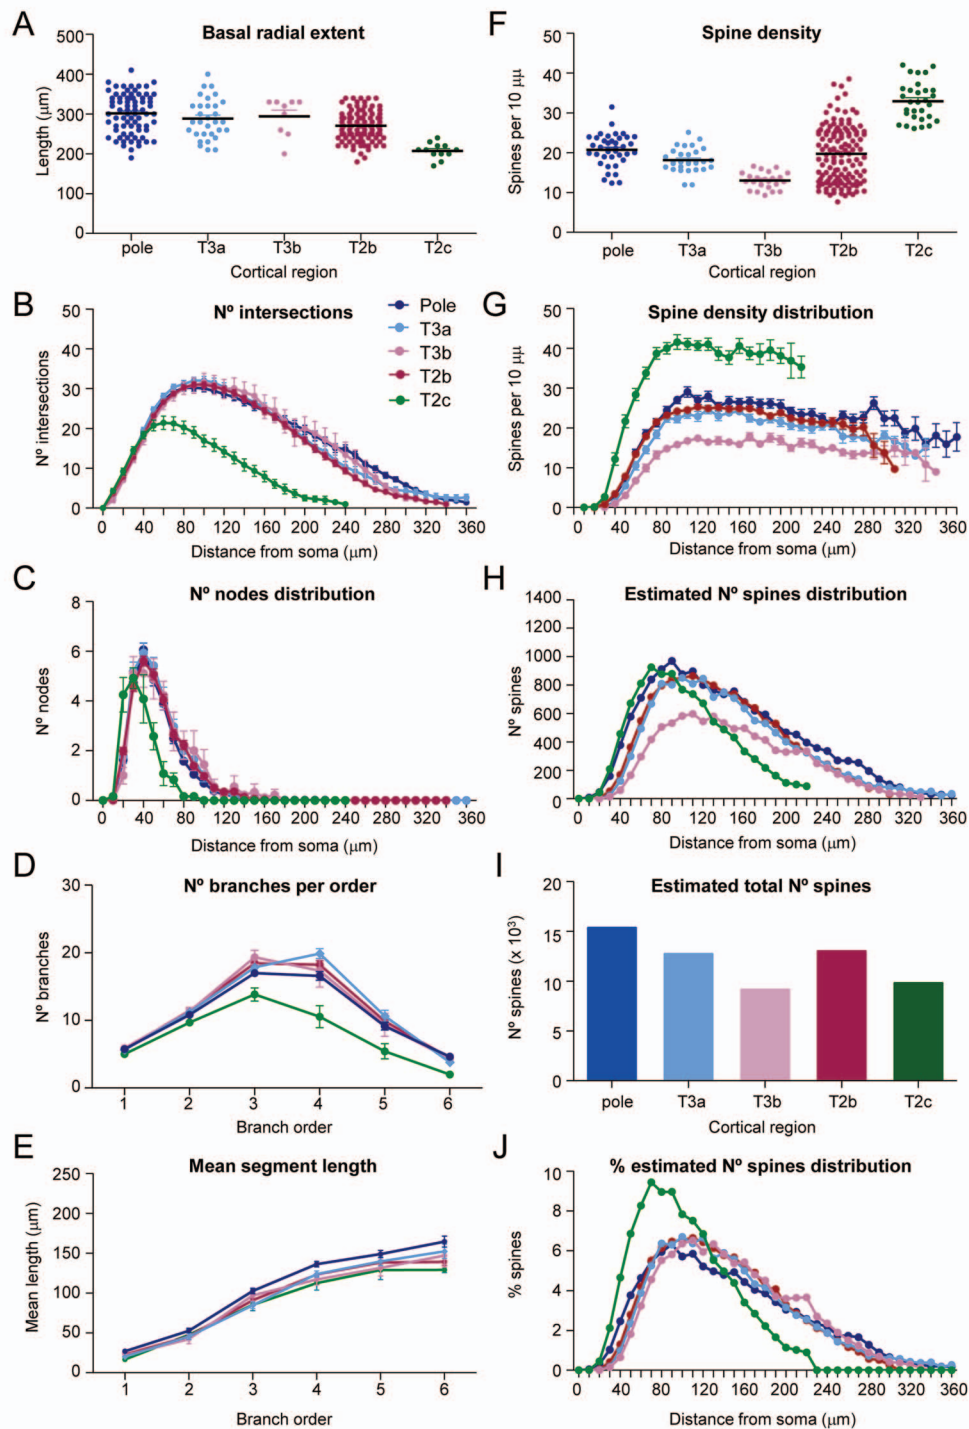 A
Basal radial extent
500
400
300
200
100
0
Length (μm)
pole T3a T3b T2b T2c
Cortical region
F
Spine density
50
40
30
20
10
0
Spines per 10 μμ
pole T3a T3b T2b T2c
Cortical region
B
Nº intersections
50
40
30
20
10
0
Nº intersections
Pole
T3a
T3b
T2b
T2c
0 40 80 120 160 200 240 280 320 360
Distance from soma (μm)
G
Spine density distribution
50
40
30
20
10
0
Spines per 10 μμ
0 40 80 120 160 200 240 280 320 360
Distance from soma (μm)
C
Nº nodes distribution
8
6
4
2
0
Nº nodes
0 40 80 120 160 200 240 280 320 360
Distance from soma (μm)
H
Estimated Nº spines distribution
1400
1200
1000
800
600
400
200
0
Nº spines
0 40 80 120 160 200 240 280 320 360
Distance from soma (μm)
D
Nº branches per order
30
20
10
0
Nº branches
1 2 3 4 5 6
Branch order
I
Estimated total Nº spines
20
15
10
5
0
Nº spines (x 10³)
pole T3a T3b T2b T2c
Cortical region
E
Mean segment length
250
200
150
100
50
0
Mean length (μm)
1 2 3 4 5 6
Branch order
J
% estimated Nº spines distribution
10
8
6
4
2
0
% spines
0 40 80 120 160 200 240 280 320 360
Distance from soma (μm)